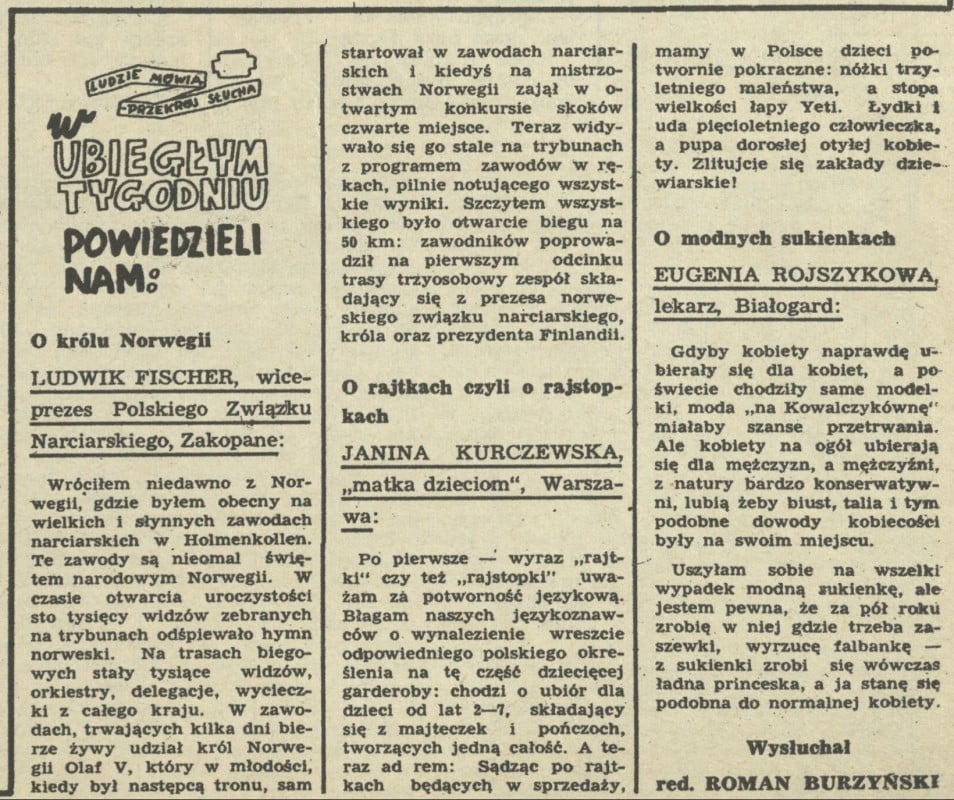 LUDZIE MÓWIĄ
PRZEKRÓJ SŁUCHA
W
UBIEGŁYM
TYGODNIU
POWIEDZIELI
NAM:
O królu Norwegii
LUDWIK FISCHER, wice-
prezes Polskiego Związku
Narciarskiego, Zakopane:
Wróciłem niedawno z Nor-
wegii, gdzie byłem obecny na
wielkich i słynnych zawodach
narciarskich w Holmenkollen.
Te zawody są nieomal świę-
tem narodowym Norwegii. W
czasie otwarcia uroczystości
sto tysięcy widzów zebranych
na trybunach odśpiewało hymn
norweski. Na trasach biego-
wych stały tysiące widzów,
orkiestry, delegacje, wyciecz-
ki z całego kraju. W zawo-
dach, trwających kilka dni bie-
rze żywy udział król Norwe-
gii Olaf V, który w młodości,
kiedy był następcą tronu, sam
startował w zawodach narciar-
skich i kiedyś na mistrzo-
stwach Norwegii zajął w o-
twartym konkursie skoków
czwarte miejsce. Teraz widy-
wało się go stale na trybunach
z programem zawodów w rę-
kach, pilnie notującego wszyst-
kie wyniki. Szczytem wszyst-
kiego było otwarcie biegu na
50 km: zawodników poprowa-
dził na pierwszym odcinku
trasy trzyosobowy zespół skła-
dający się z prezesa norwe-
skiego związku narciarskiego,
króla oraz prezydenta Finlandii.
O rajtkach czyli o rajstop-
kach
JANINA KURCZEWSKA,
„matka dzieciom", Warsza-
wa:
Po pierwsze — wyraz „rajt-
ki" czy też „rajstopki" uwa-
żam za potworność językową.
Błagam naszych językoznaw-
ców o wynalezienie wreszcie
odpowiedniego polskiego okre-
ślenia na tę część dziecięcej
garderoby: chodzi o ubiór dla
dzieci od lat 2—7, składający
się z majteczek i pończoch,
tworzących jedną całość. A te-
raz ad rem: Sądząc po rajt-
kach będących w sprzedaży,
mamy w Polsce dzieci po-
twornie pokraczne: nóżki trzy-
letniego maleństwa, a stopa
wielkości łapy Yeti. Łydki i
uda pięcioletniego człowieczka,
a pupa dorosłej otyłej kobie-
ty. Zlitujcie się zakłady dzie-
wiarskie!
O modnych sukienkach
EUGENIA ROJSZYKOWA,
lekarz, Białogard:
Gdyby kobiety naprawdę u-
bierały się dla kobiet, a po
świecie chodziły same model-
ki, moda „na Kowalczykównę"
miałaby szanse przetrwania.
Ale kobiety na ogół ubierają
się dla mężczyzn, a mężczyźni,
z natury bardzo konserwatyw-
ni, lubią żeby biust, talia i tym
podobne dowody kobiecości
były na swoim miejscu.
Uszyłam sobie na wszelki
wypadek modną sukienkę, ale
jestem pewna, że za pół roku
zrobię w niej gdzie trzeba za-
szewki, wyrzucę falbankę —
z sukienki zrobi się wówczas
ładna princeska, a ja stanę się
podobna do normalnej kobiety.
Wysłuchał
red. ROMAN BURZYŃSKI